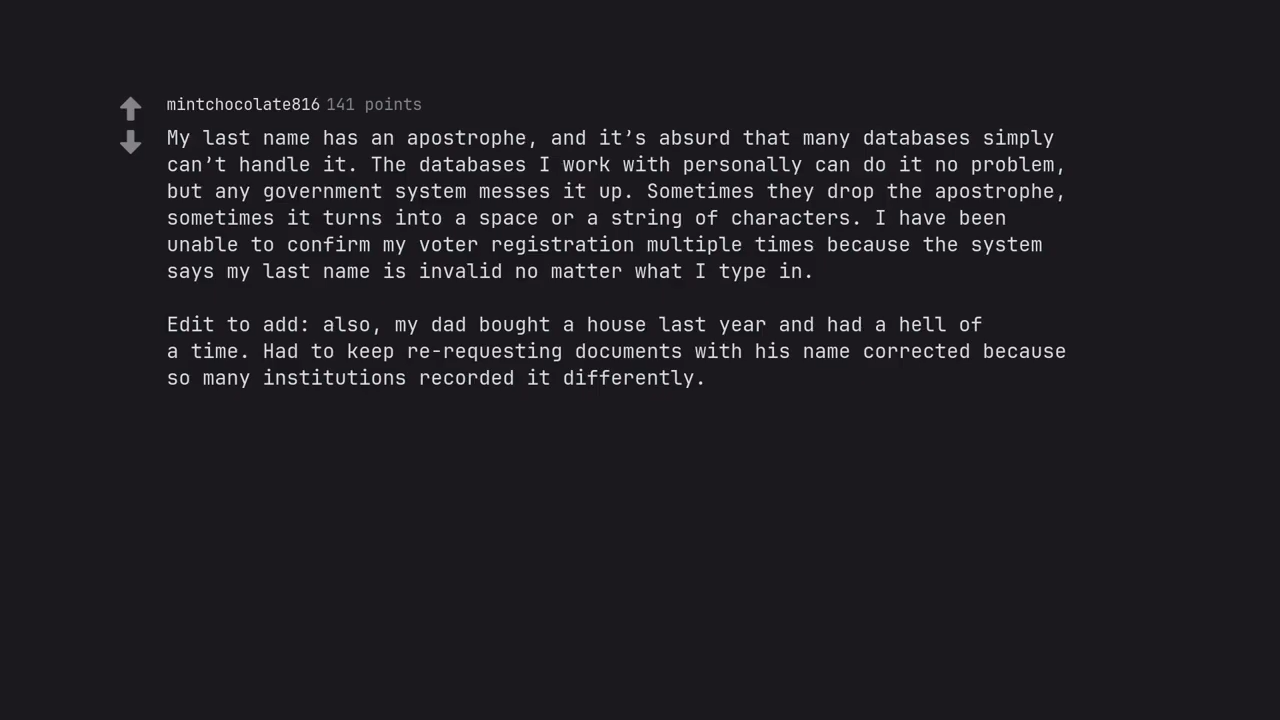 mintchocolate816 141 points
My last name has an apostrophe, and it’s absurd that many databases simply
can’t handle it. The databases I work with personally can do it no problem,
but any government system messes it up. Sometimes they drop the apostrophe,
sometimes it turns into a space or a string of characters. I have been
unable to confirm my voter registration multiple times because the system
says my last name is invalid no matter what I type in.
Edit to add: also, my dad bought a house last year and had a hell of
a time. Had to keep re-requesting documents with his name corrected because
so many institutions recorded it differently.